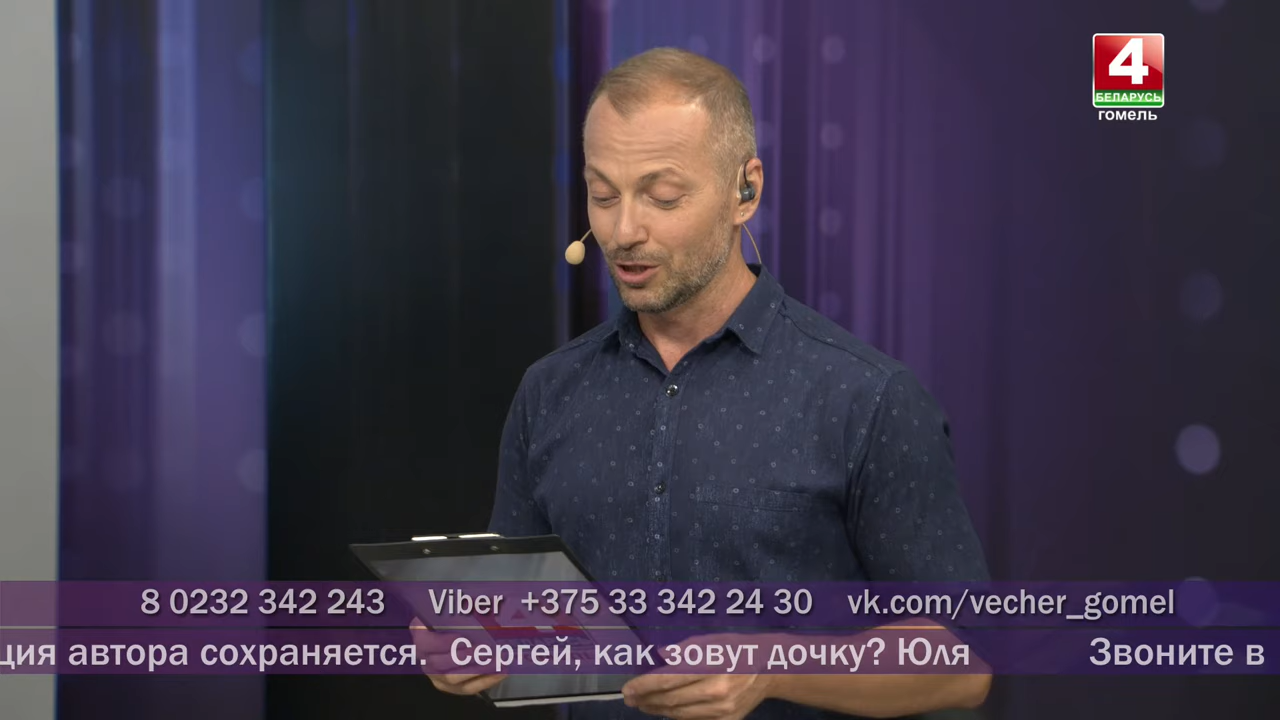 4
БЕЛАРУСЬ
гомель
8 0232 342 243 Viber +375 33 342 24 30 vk.com/vecher_gomel
ция автора сохраняется. Сергей, как зовут дочку? Юля Звоните в